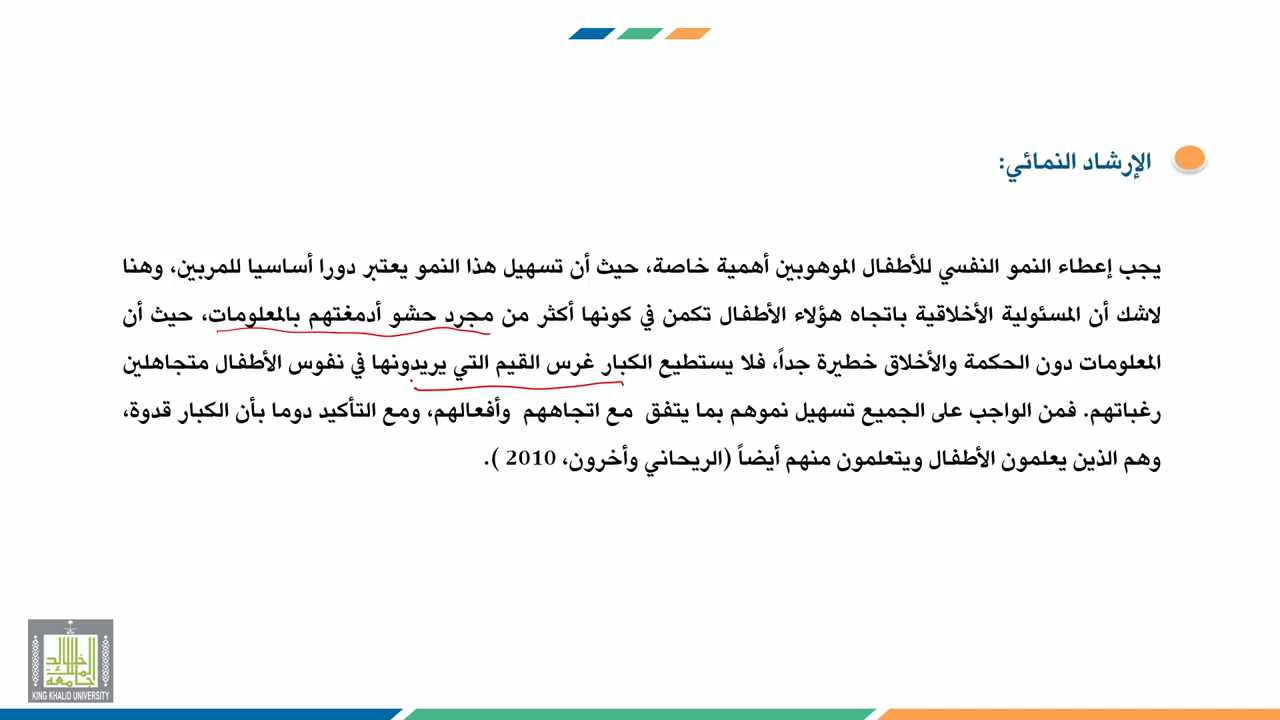 الإرشاد النمائي:
يجب إعطاء النمو النفسي للأطفال الموهوبين أهمية خاصة، حيث أن تسهيل هذا النمو يعتبر دورا أساسيا للمربين، وهنا
لاشك أن المسئولية الأخلاقية باتجاه هؤلاء الأطفال تكمن في كونها أكثر من مجرد حشو أدمغتهم بالمعلومات، حيث أن
المعلومات دون الحكمة والأخلاق خطيرة جداً، فلا يستطيع الكبار غرس القيم التي يريدونها في نفوس الأطفال متجاهلين
رغباتهم. فمن الواجب على الجميع تسهيل نموهم بما يتفق مع اتجاههم وأفعالهم، ومع التأكيد دوما بأن الكبار قدوة،
وهم الذين يعلمون الأطفال ويتعلمون منهم أيضاً (الريحاني وأخرون، 2010 ).
جامعة الملك خالد
KING KHALID UNIVERSITY